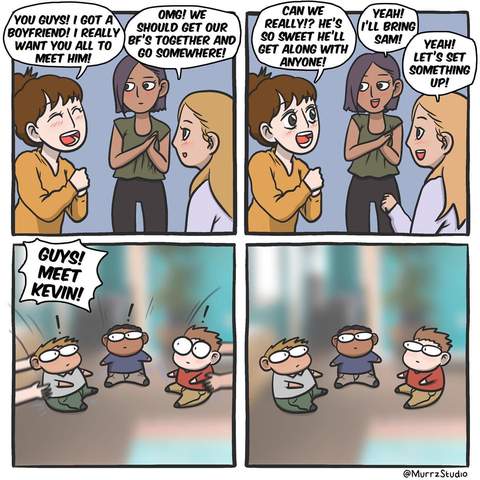 YOU GUYS! I GOT A
BOYFRIEND! I REALLY
WANT YOU ALL TO
MEET HIM!
OMG! WE
SHOULD GET OUR
BF'S TOGETHER AND
GO SOMEWHERE!
CAN WE
REALLY!? HE'S
SO SWEET HE'LL
GET ALONG WITH
ANYONE!
YEAH!
I'LL BRING
SAM!
YEAH!
LET'S SET
SOMETHING
UP!
GUYS!
MEET
KEVIN!
!
!
!
@MurrzStudio